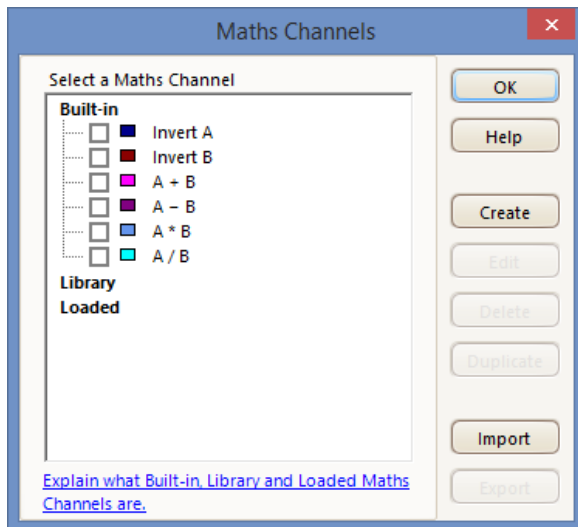 Maths Channels
Select a Maths Channel
Built-in
Invert A
Invert B
A + B
A – B
A * B
A / B
Library
Loaded
Explain what Built-in, Library and Loaded Maths
Channels are.
OK
Help
Create
Edit
Delete
Duplicate
Import
Export